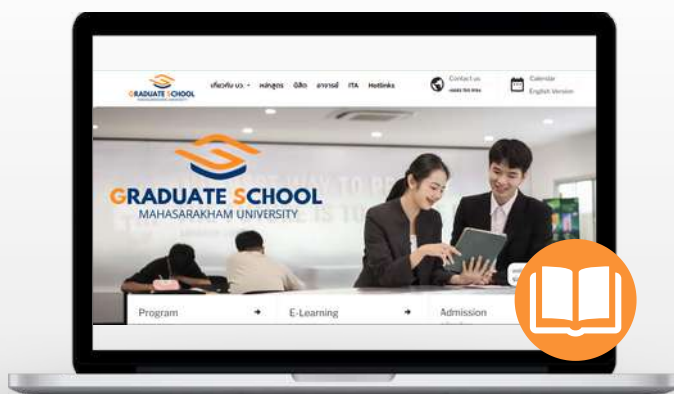 GRADUATE SCHOOL
MAHASARAKHAM UNIVERSITY
เกี่ยวกับ บว.
หลักสูตร
นิสิต
อาจารย์
ITA
Hotlinks
Contact us
Calendar
English Version
GRADUATE SCHOOL
MAHASARAKHAM UNIVERSITY
Program
E-Learning
Admission